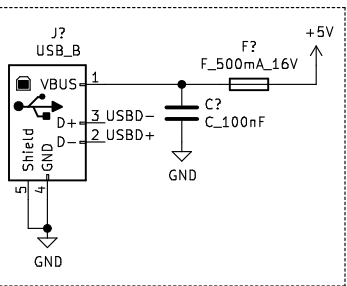 J?
USB_B
F?
+5V
F_500mA_16V
VBUS
1
D+
3
USBD-
D-
2
USBD+
C?
C_100nF
Shield
GND
5
4
GND
GND